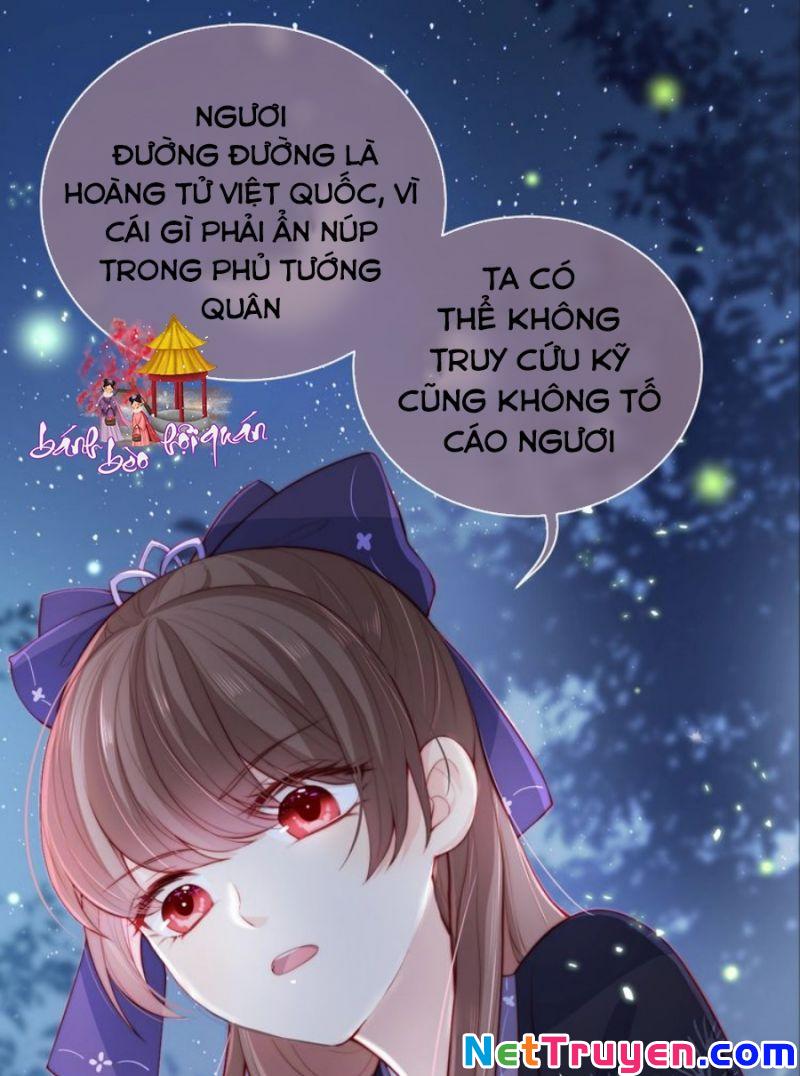 NGƯƠI
ĐƯỜNG ĐƯỜNG LÀ
HOÀNG TỬ VIỆT QUỐC, VÌ
CÁI GÌ PHẢI ẨN NÚP
TRONG PHỦ TƯỚNG
QUÂN
TA CÓ
THỂ KHÔNG
TRUY CỨU KỸ
CŨNG KHÔNG TỐ
CÁO NGƯƠI
bánh bèo hội quán
NetTruyen.com